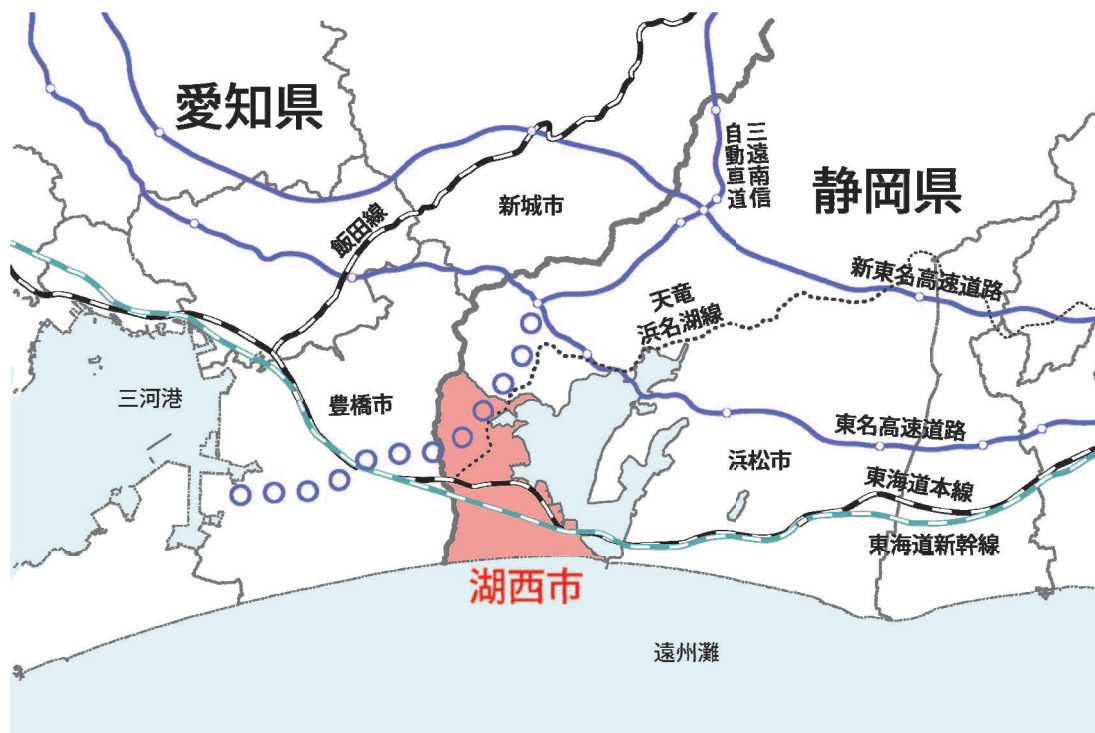 愛知県
三遠南信
自動車道
静岡県
新城市
飯田線
新東名高速道路
天竜
浜名湖線
三河港
豊橋市
東名高速道路
浜松市
東海道本線
東海道新幹線
湖西市
遠州灘